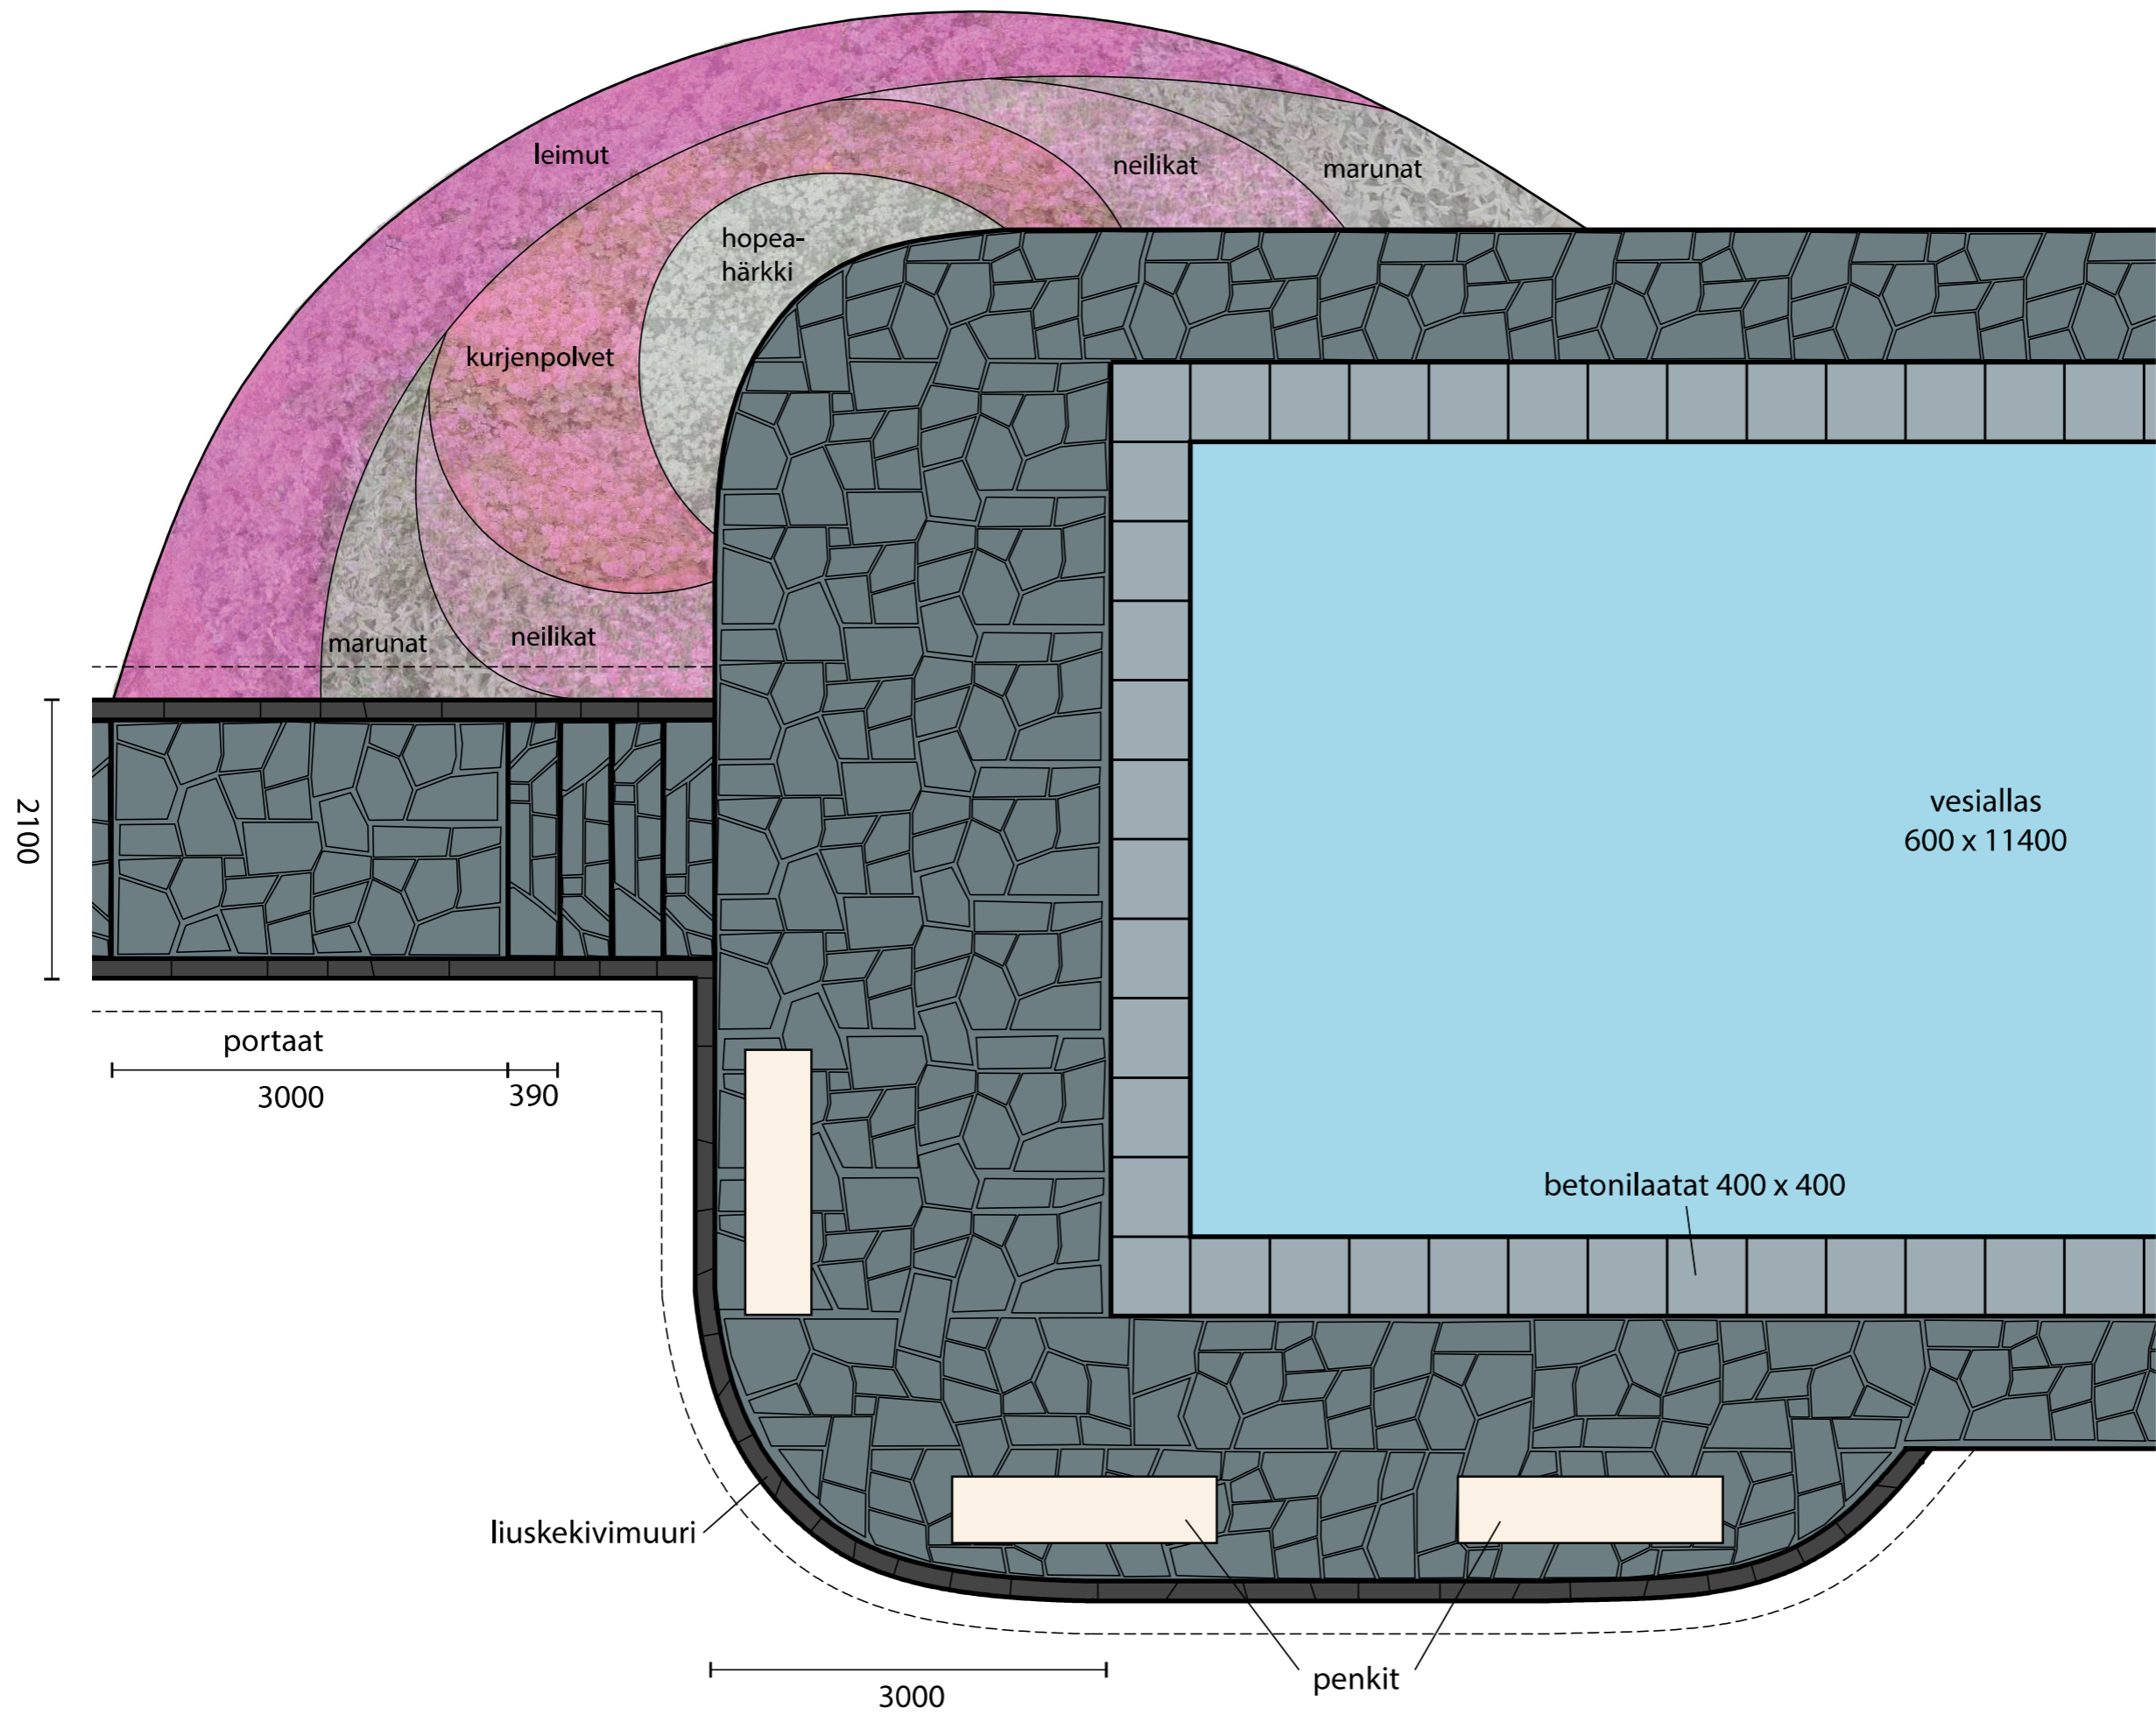 leimut
neilikat
marunat
hopea-
härkki
kurjenpolvet
marunat
neilikat
2100
vesiallas
600 x 11400
portaat
3000
390
betonilaatat 400 x 400
liuskekivimuuri
penkit
3000